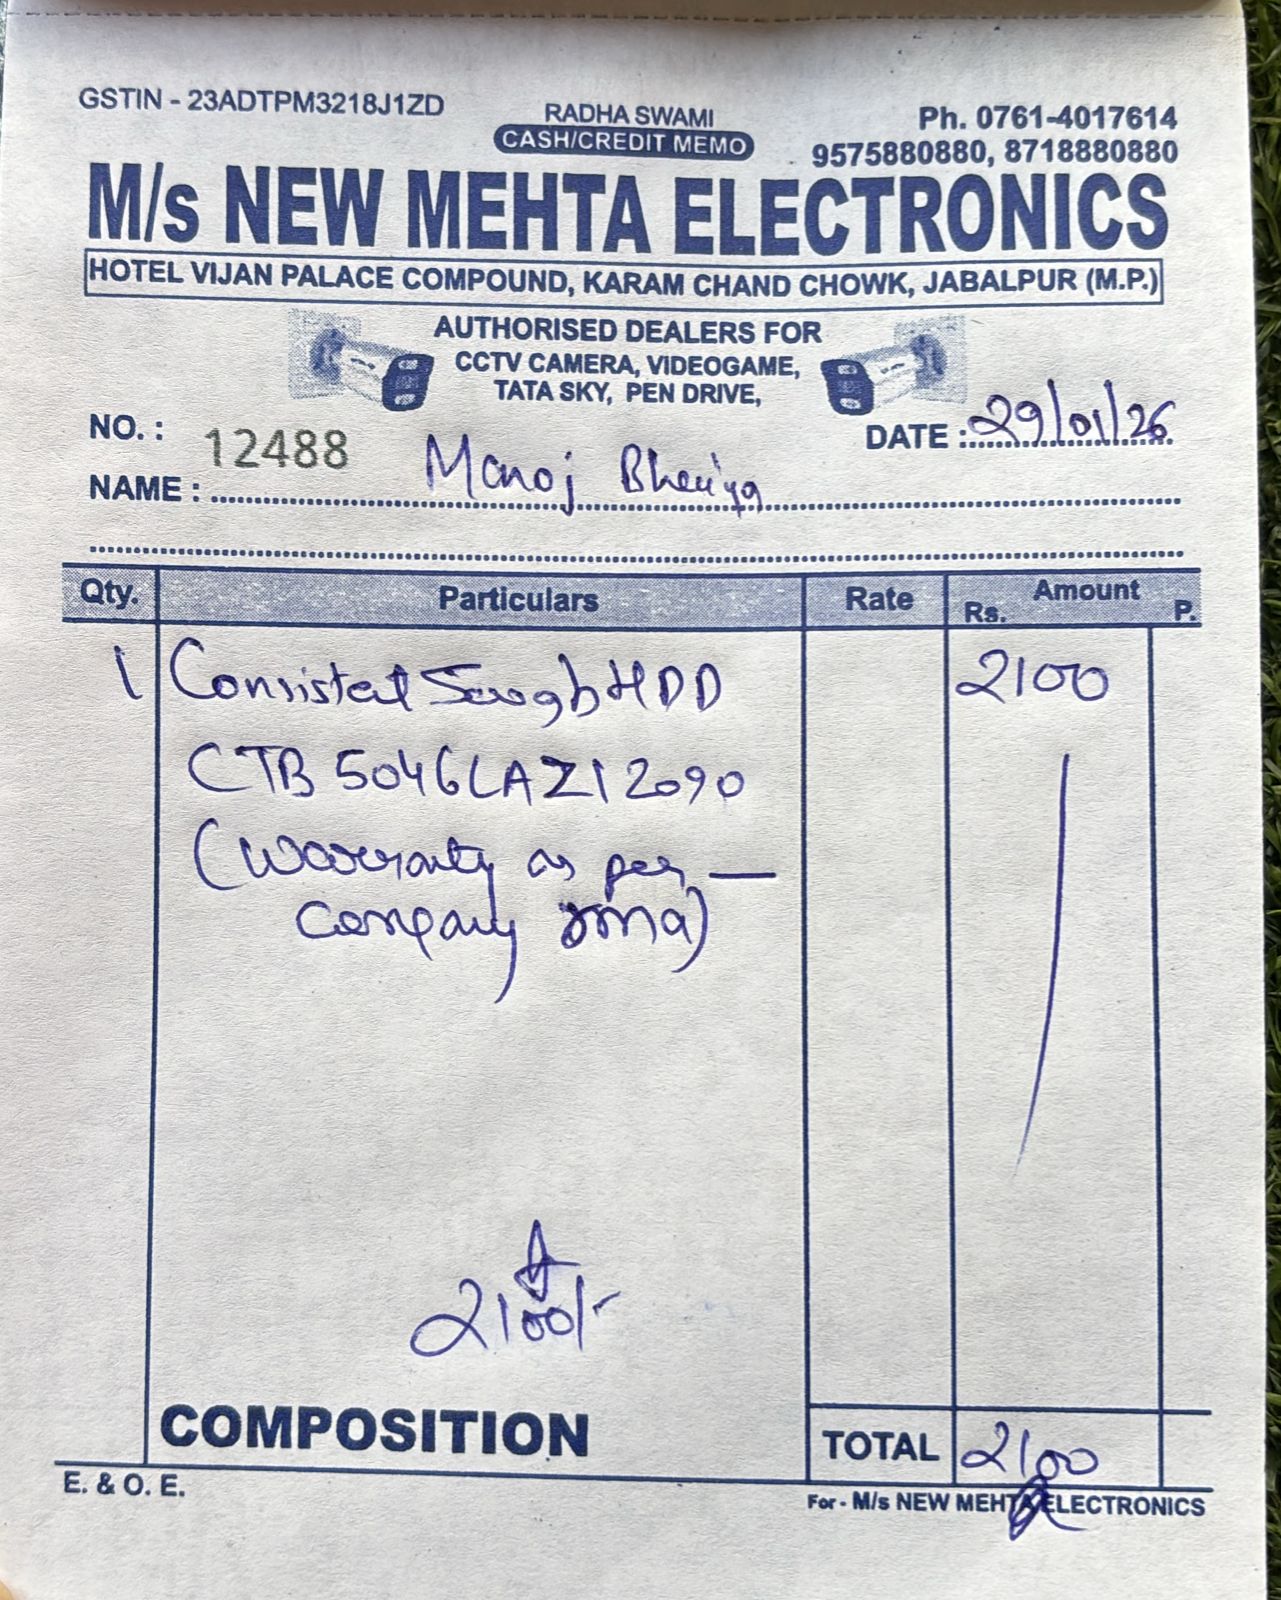 GSTIN - 23ADTPM3218J1ZD
RADHA SWAMI
CASH/CREDIT MEMO
Ph. 0761-4017614
9575880880, 8718880880
M/s NEW MEHTA ELECTRONICS
HOTEL VIJAN PALACE COMPOUND, KARAM CHAND CHOWK, JABALPUR (M.P.)
AUTHORISED DEALERS FOR
CCTV CAMERA, VIDEOGAME,
TATA SKY, PEN DRIVE,
NO. : 12488
DATE : 29/01/26
NAME : Manoj
Qty. Particulars Rate Amount
Rs. P.
1 HDD 2100
CTB 5046LAZ12090
(Warranty as per —
Company rma)
2100/-
COMPOSITION
TOTAL 2100
E. & O. E.
For - M/s NEW MEHTA ELECTRONICS